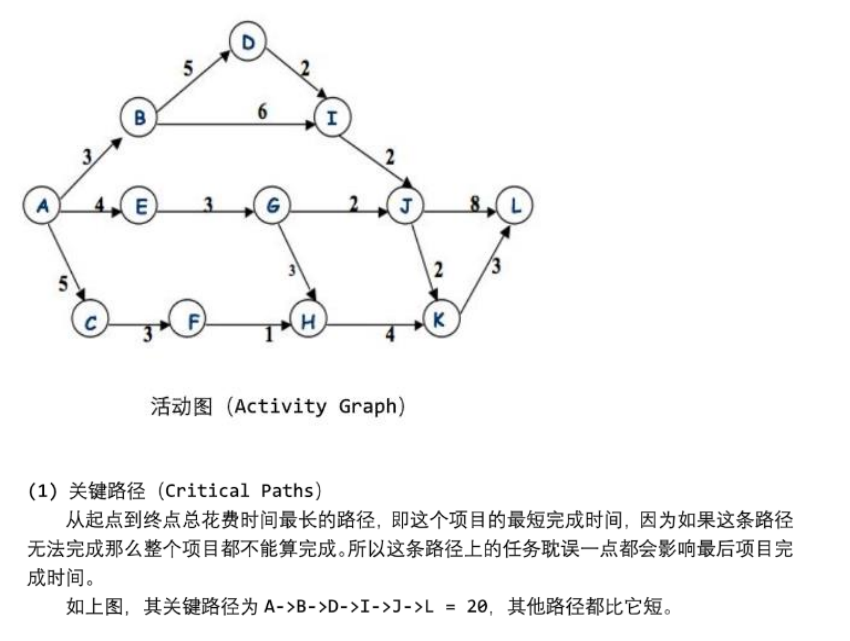 D
5
2
B
6
I
3
2
A
4
E
3
G
2
J
8
L
5
3
2
3
C
3
F
1
H
4
K
活动图（Activity Graph）
(1) 关键路径（Critical Paths）
从起点到终点总花费时间最长的路径，即这个项目的最短完成时间，因为如果这条路径
无法完成那么整个项目都不能算完成。所以这条路径上的任务耽误一点都会影响最后项目完
成时间。
如上图，其关键路径为 A->B->D->I->J->L = 20，其他路径都比它短。